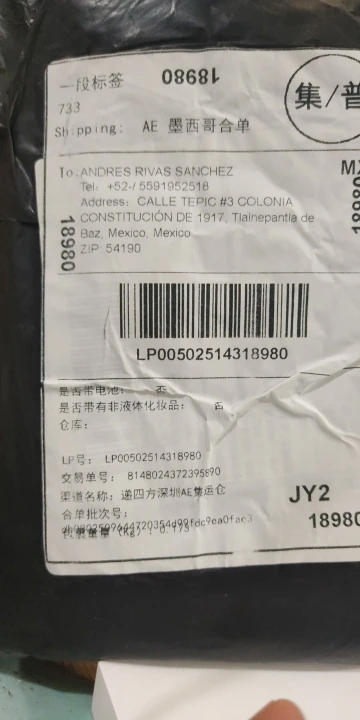 一段标签
18980
集/普
733
Shipping: AE 墨西哥合单
To: ANDRES RIVAS SANCHEZ
Tel: +52-/ 5591952518
Address: CALLE TEPIC #3 COLONIA
CONSTITUCIÓN DE 1917, Tlalnepantla de
Baz, Mexico, Mexico
ZIP: 54190
18980
LP00502514318980
是否带电池: 否
是否带有非液体化妆品: 否
仓库:
LP号: LP00502514318980
交易单号: 8148024372395890
渠道名称: 递四方深圳AE集运仓
JY2
合单批次号:
18980